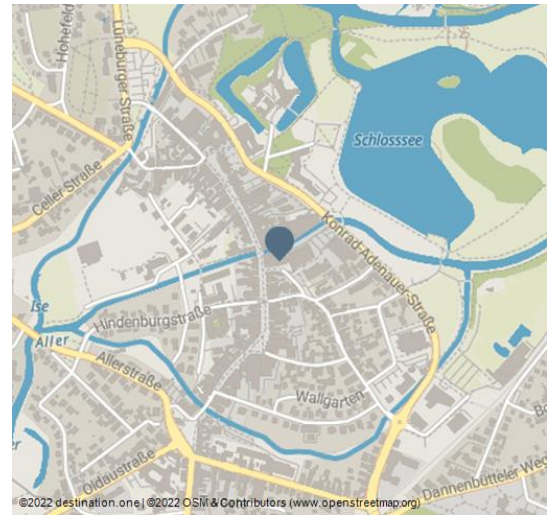 Hohefeld
Lüneburger Straße
Celler Straße
Schlosssee
Konrad-Adenauer-Straße
Ise
Aller
Hindenburgstraße
Allerstraße
Wallgarten
Oldaustraße
Dannenbütteler Weg
©2022 destination.one | ©2022 OSM & Contributors (www.openstreetmap.org)